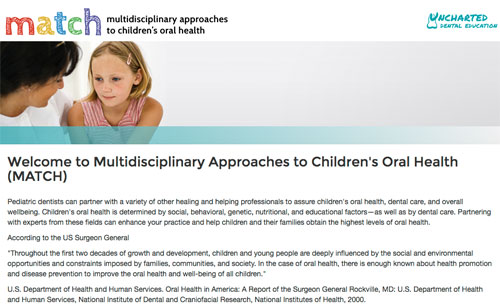 match
multidisciplinary approaches
to children's oral health
UNCHARTED
DENTAL EDUCATION
Welcome to Multidisciplinary Approaches to Children's Oral Health
(MATCH)
Pediatric dentists can partner with a variety of other healing and helping professionals to assure children's oral health, dental care, and overall
wellbeing. Children's oral health is determined by social, behavioral, genetic, nutritional, and educational factors—as well as by dental care. Partnering
with experts from these fields can enhance your practice and help children and their families obtain the highest levels of oral health.
According to the US Surgeon General
"Throughout the first two decades of growth and development, children and young people are deeply influenced by the social and environmental
opportunities and constraints imposed by families, communities, and society. In the case of oral health, there is enough known about health promotion
and disease prevention to improve the oral health and well-being of all children."
U.S. Department of Health and Human Services. Oral Health in America: A Report of the Surgeon General Rockville, MD: U.S. Department of Health
and Human Services, National Institute of Dental and Craniofacial Research, National Institutes of Health, 2000.